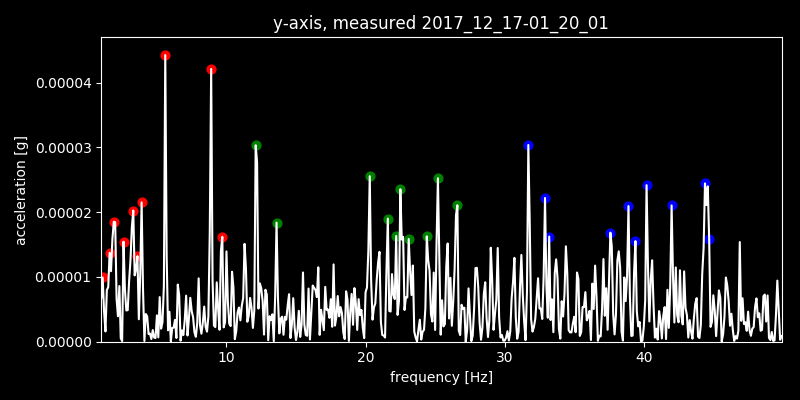 y-axis, measured 2017_12_17-01_20_01
acceleration [g]
0.00004
0.00003
0.00002
0.00001
0.00000
10 20 30 40
frequency [Hz]